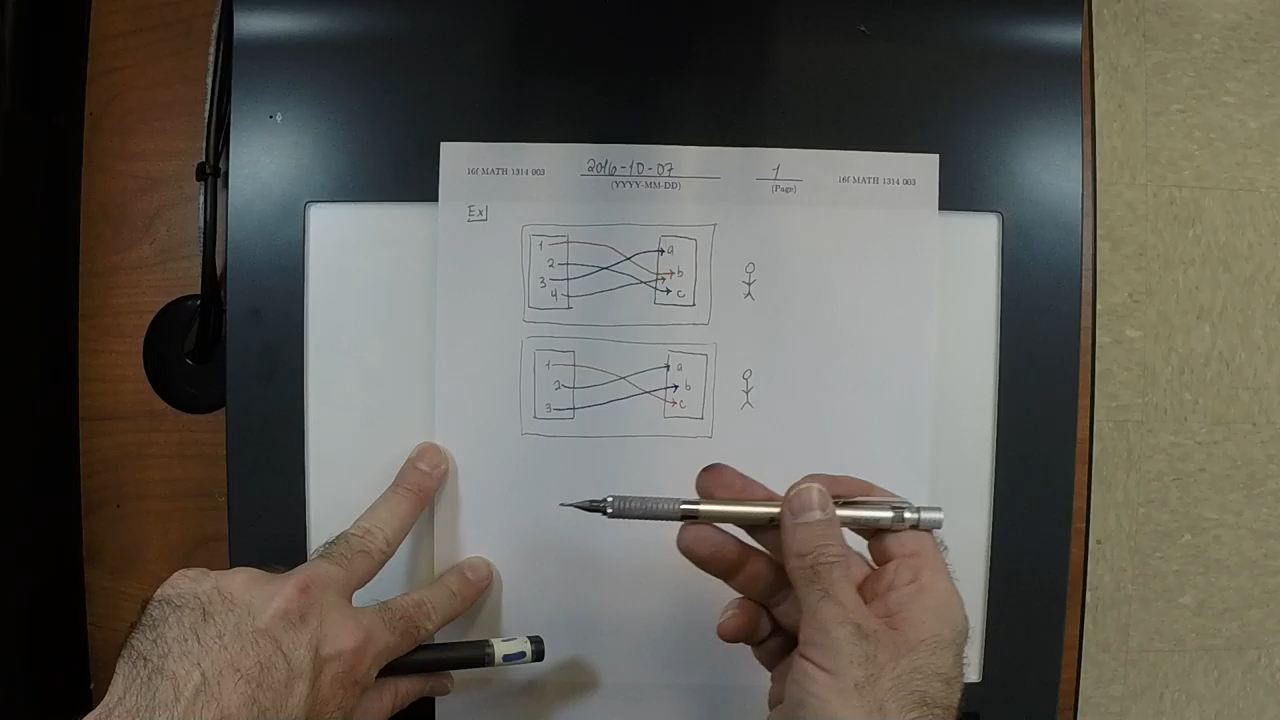 16f MATH 1314 003 2016-10-07 1 16f MATH 1314 003
(YYYY-MM-DD) (Page)
Ex
1 a
2 b
3 c
4
1 a
2 b
3 c